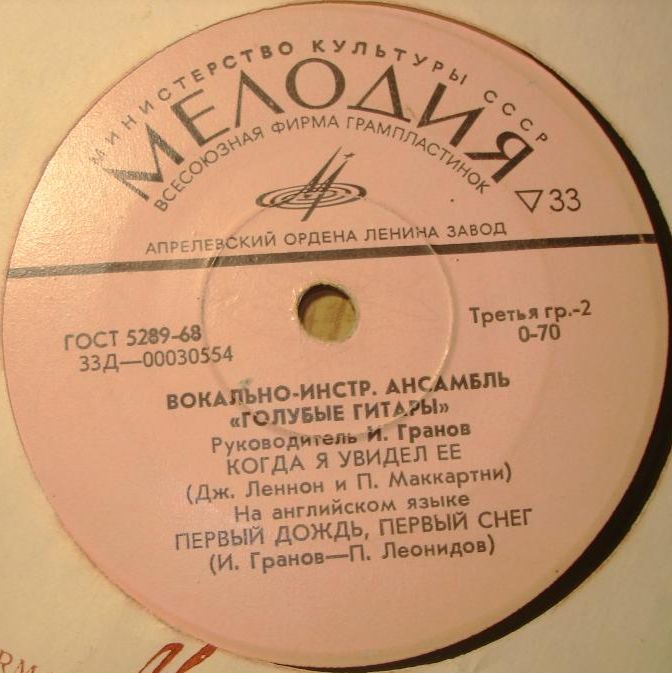 МИНИСТЕРСТВО КУЛЬТУРЫ СССР
МЕЛОДИЯ
ВСЕСОЮЗНАЯ ФИРМА ГРАМПЛАСТИНОК
33
АПРЕЛЕВСКИЙ ОРДЕНА ЛЕНИНА ЗАВОД
ГОСТ 5289-68
33Д—00030554
Третья гр.-2
0-70
ВОКАЛЬНО-ИНСТР. АНСАМБЛЬ
«ГОЛУБЫЕ ГИТАРЫ»
Руководитель И. Гранов
КОГДА Я УВИДЕЛ ЕЕ
(Дж. Леннон и П. Маккартни)
На английском языке
ПЕРВЫЙ ДОЖДЬ, ПЕРВЫЙ СНЕГ
(И. Гранов—П. Леонидов)